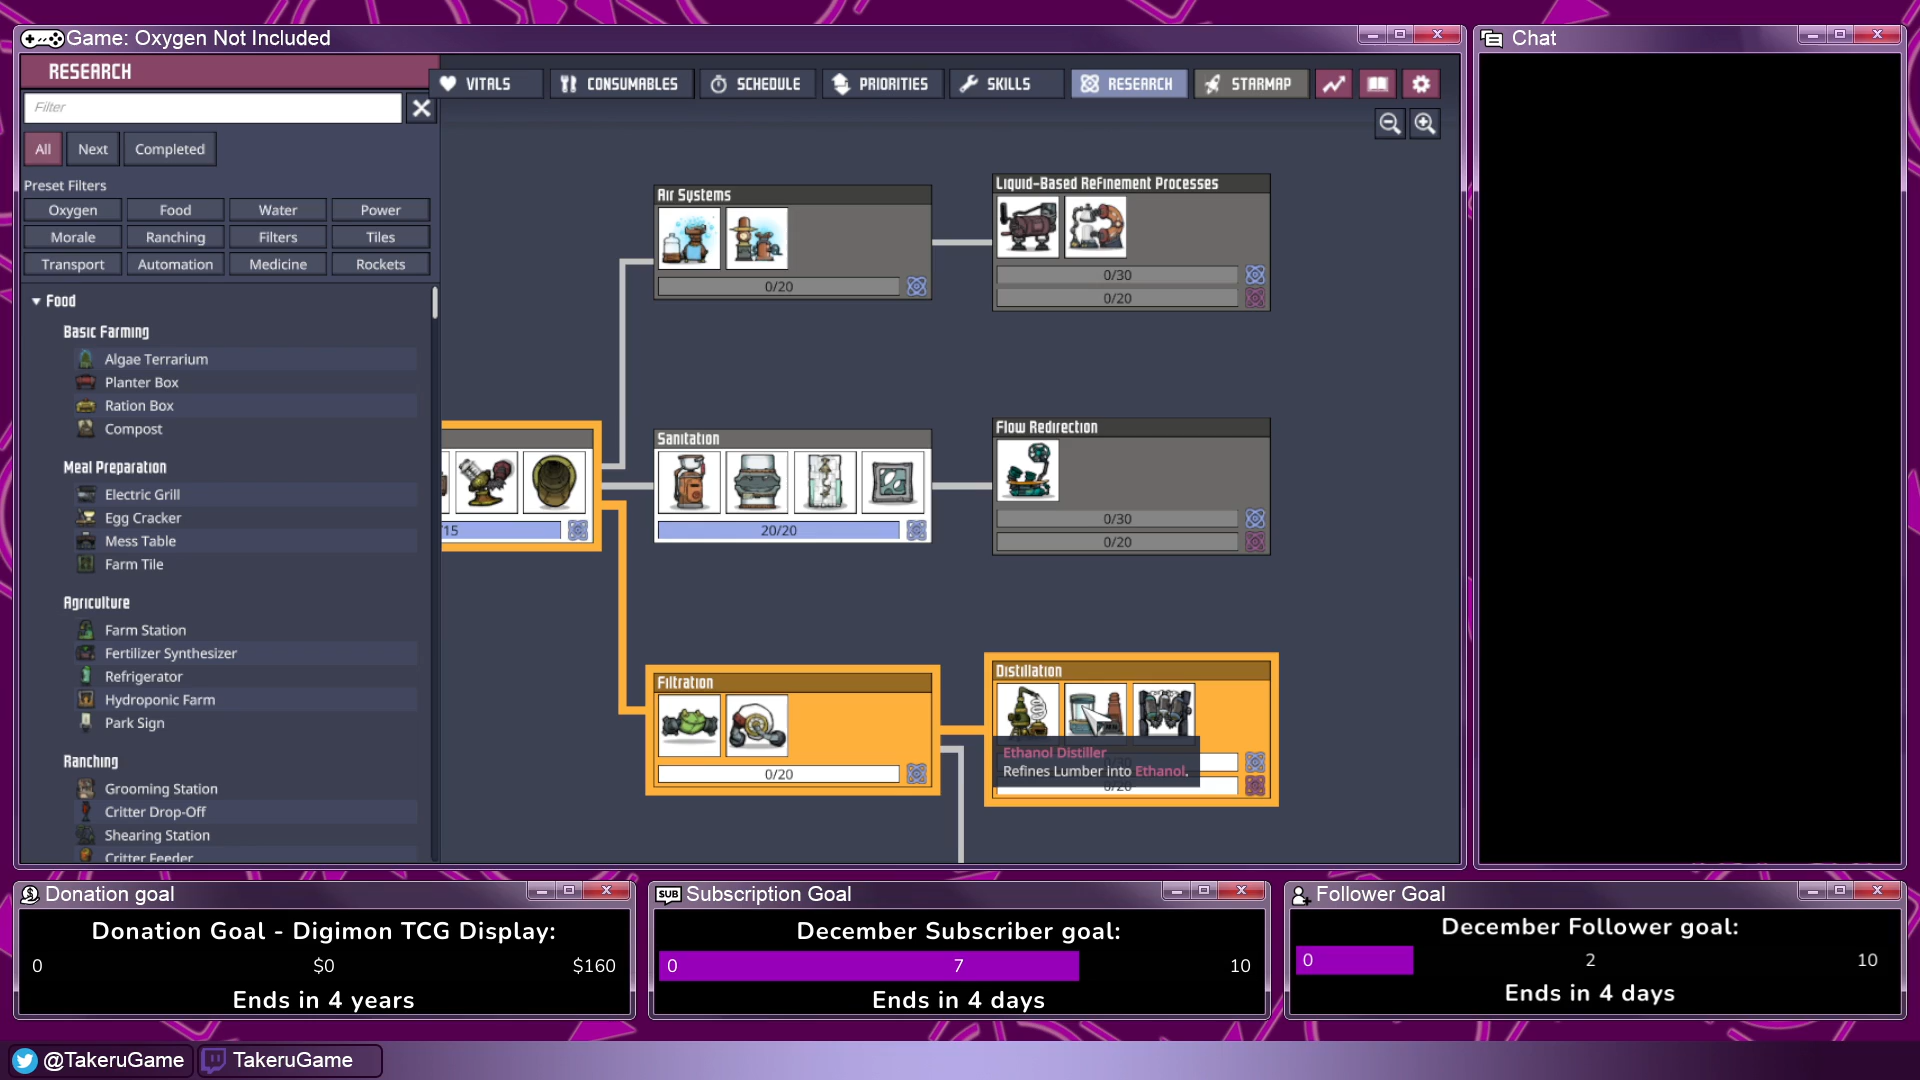 Game: Oxygen Not Included
RESEARCH
Filter
All
Next
Completed
Preset Filters
Oxygen
Food
Water
Power
Morale
Ranching
Filters
Tiles
Transport
Automation
Medicine
Rockets
Food
Basic Farming
Algae Terrarium
Planter Box
Ration Box
Compost
Meal Preparation
Electric Grill
Egg Cracker
Mess Table
Farm Tile
Agriculture
Farm Station
Fertilizer Synthesizer
Refrigerator
Hydroponic Farm
Park Sign
Ranching
Grooming Station
Critter Drop-Off
Shearing Station
Critter Feeder
VITALS
CONSUMABLES
SCHEDULE
PRIORITIES
SKILLS
RESEARCH
STARMAP
Air Systems
0/20
Liquid-Based Refinement Processes
0/30
0/20
/15
Sanitation
20/20
Flow Redirection
0/30
0/20
Filtration
0/20
Distillation
Ethanol Distiller
Refines Lumber into Ethanol.
0/20
Chat
Donation goal
Donation Goal - Digimon TCG Display:
0 $0 $160
Ends in 4 years
SUB Subscription Goal
December Subscriber goal:
0 7 10
Ends in 4 days
Follower Goal
December Follower goal:
0 2 10
Ends in 4 days
@TakeruGame
TakeruGame